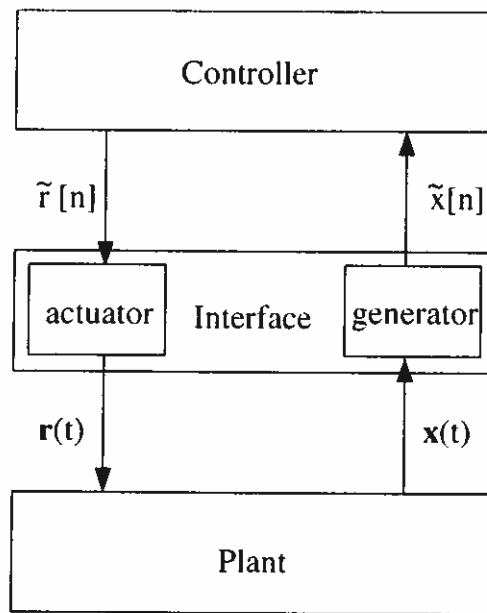 Controller
r̃ [n] x̃[n]
actuator Interface generator
r(t) x(t)
Plant